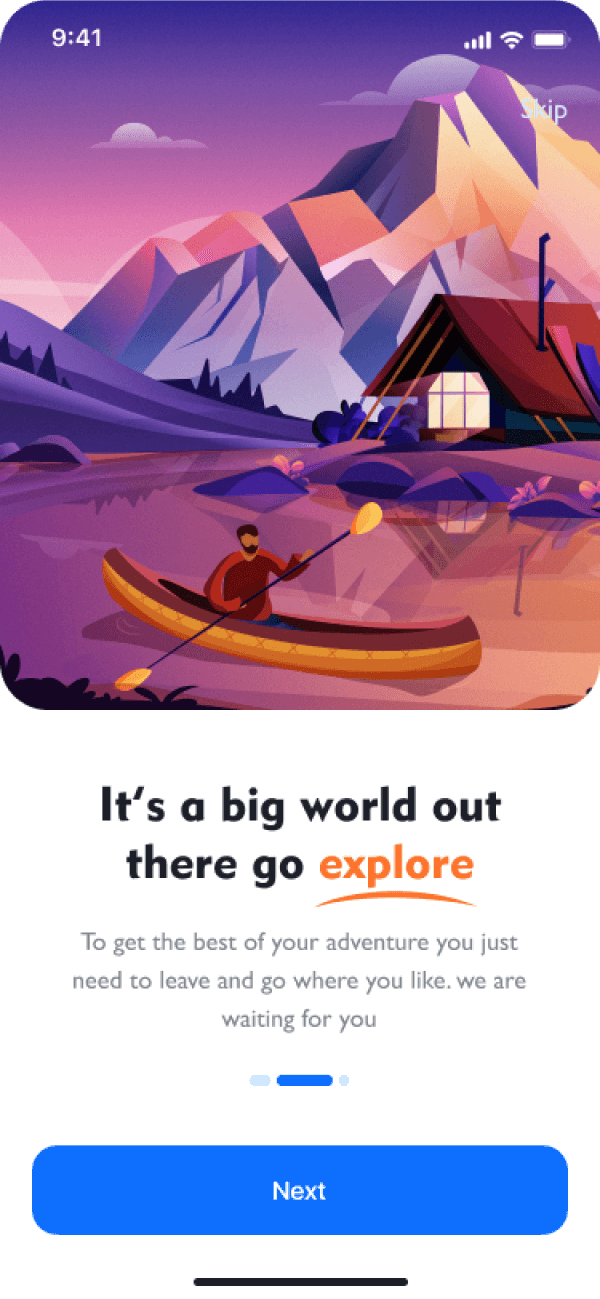 9:41
Skip
It‘s a big world out
there go explore
To get the best of your adventure you just
need to leave and go where you like. we are
waiting for you
Next